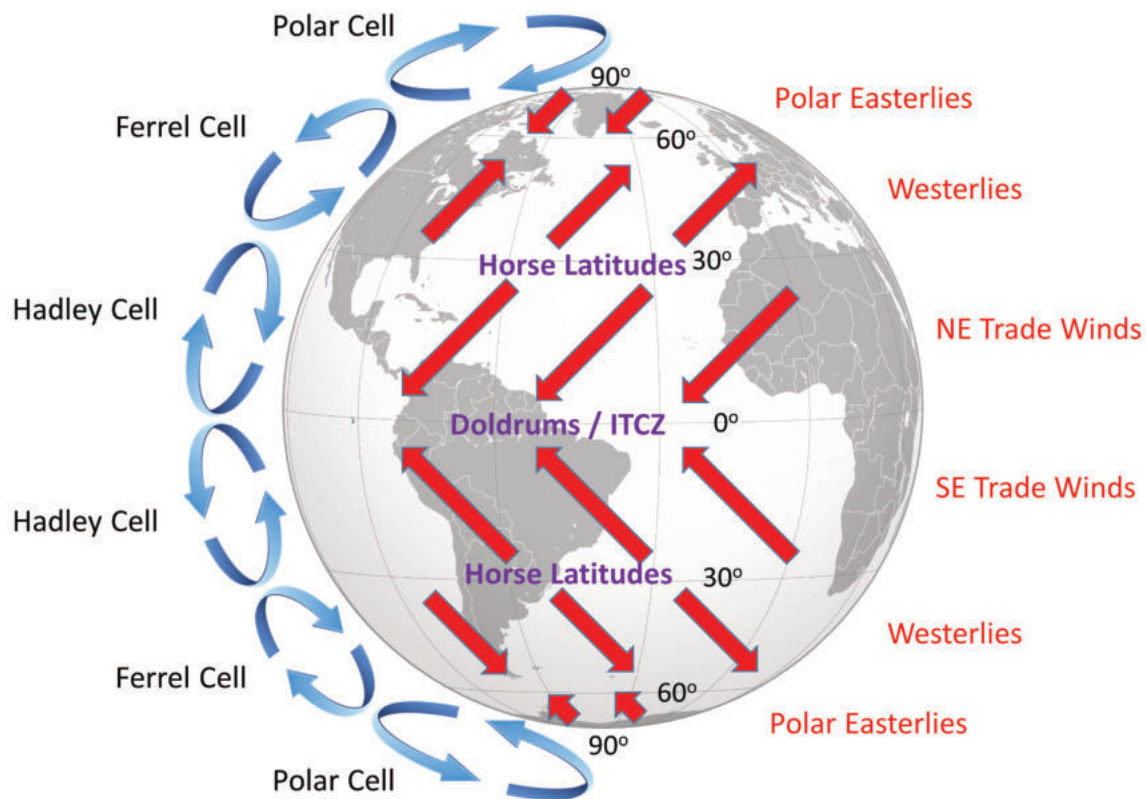 Polar Cell
90°
Polar Easterlies
Ferrel Cell
60°
Westerlies
Horse Latitudes
30°
Hadley Cell
NE Trade Winds
Doldrums / ITCZ
0°
Hadley Cell
SE Trade Winds
Horse Latitudes
30°
Westerlies
Ferrel Cell
60°
Polar Easterlies
90°
Polar Cell